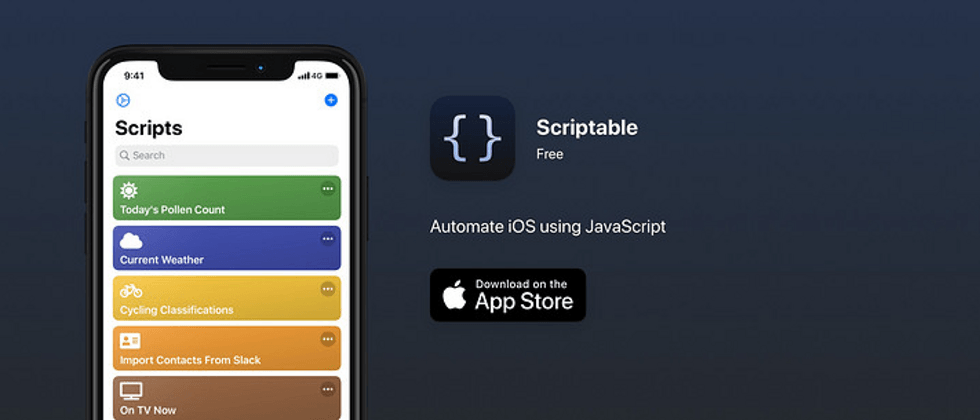 9:41
4G
Scripts
Search
Today's Pollen Count
Current Weather
Cycling Classifications
Import Contacts From Slack
On TV Now
{}
Scriptable
Free
Automate iOS using JavaScript
Download on the
App Store